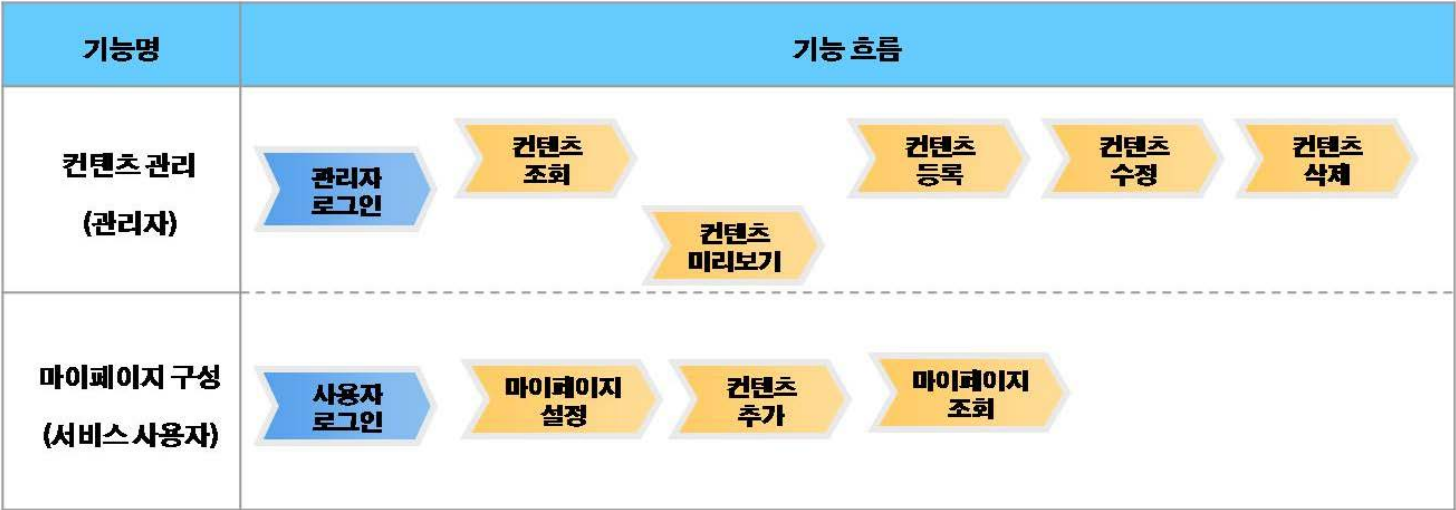 기능명
기능 흐름
컨텐츠 관리
(관리자)
관리자
로그인
컨텐츠
조회
컨텐츠
미리보기
컨텐츠
등록
컨텐츠
수정
컨텐츠
삭제
마이페이지 구성
(서비스 사용자)
사용자
로그인
마이페이지
설정
컨텐츠
추가
마이페이지
조회